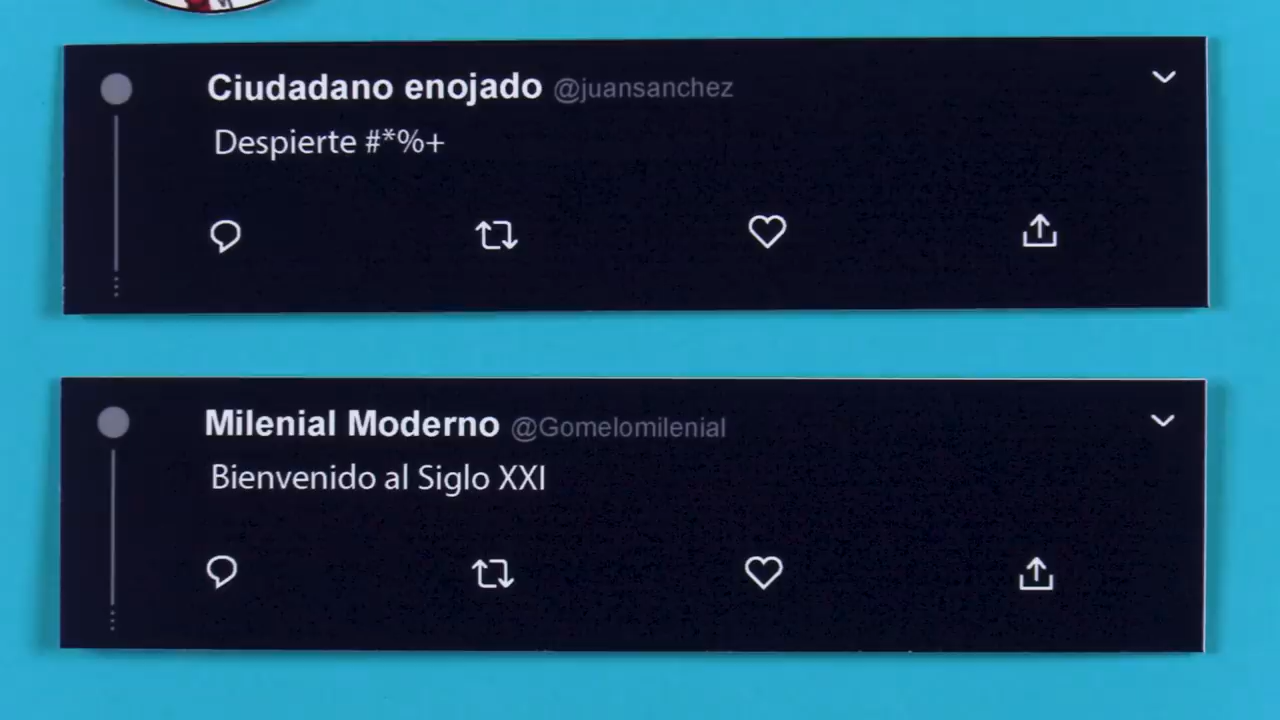 Ciudadano enojado @juansanchez
Despierte #*%+
Milenial Moderno @Gomelomilenial
Bienvenido al Siglo XXI